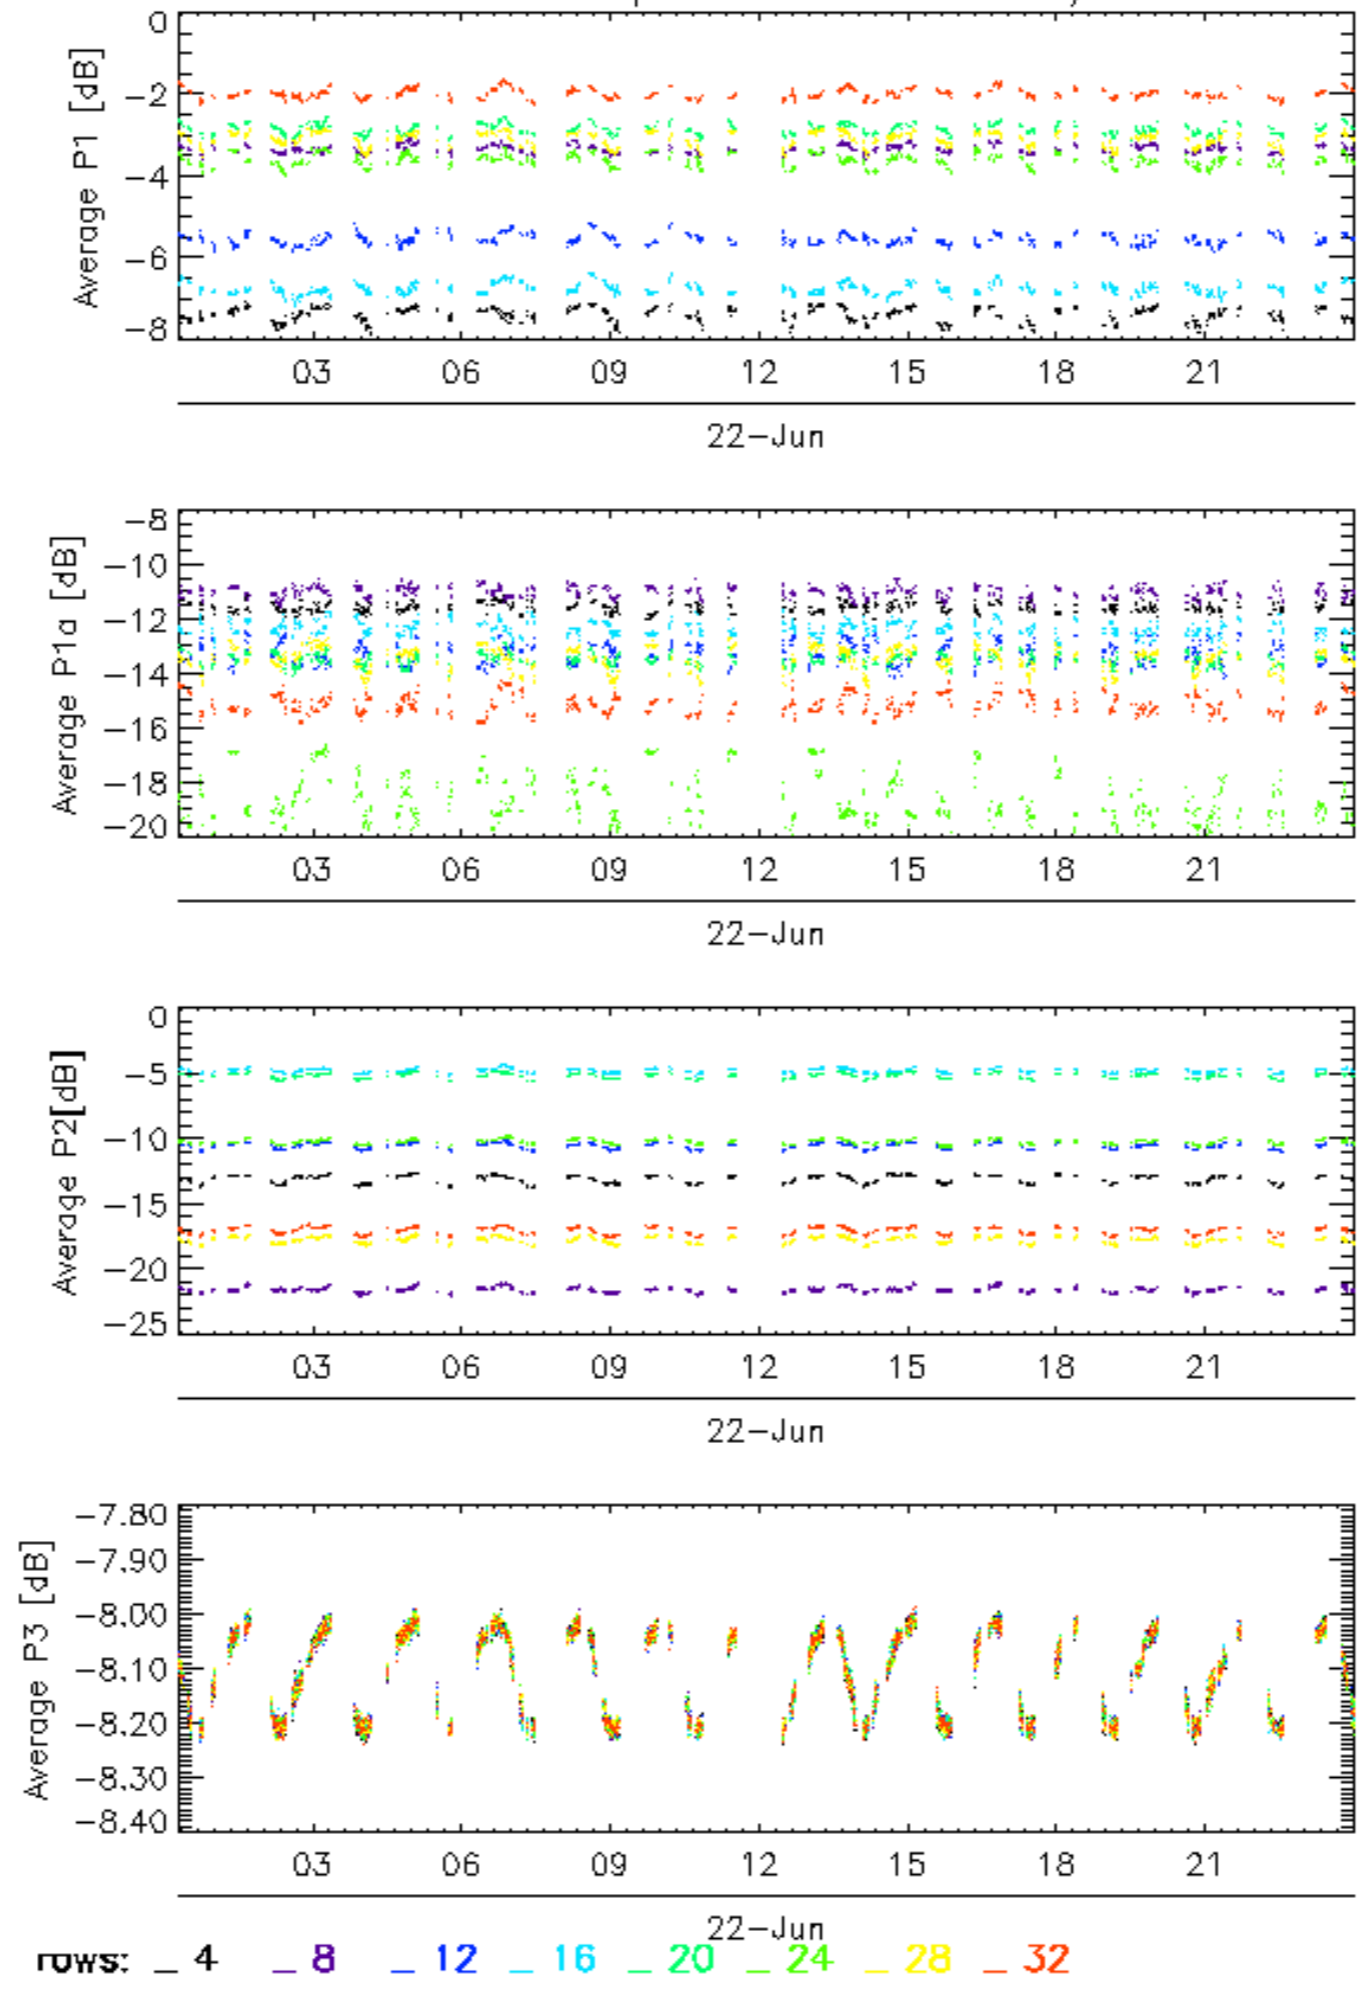 0
-2
-4
-6
-8
Average P1 [dB]
03 06 09 12 15 18 21
22-Jun
-8
-10
-12
-14
-16
-18
-20
Average P1a [dB]
03 06 09 12 15 18 21
22-Jun
0
-5
-10
-15
-20
-25
Average P2[dB]
03 06 09 12 15 18 21
22-Jun
-7.80
-7.90
-8.00
-8.10
-8.20
-8.30
-8.40
Average P3 [dB]
03 06 09 12 15 18 21
22-Jun
rows: _ 4 _ 8 _ 12 _ 16 _ 20 _ 24 _ 28 _ 32